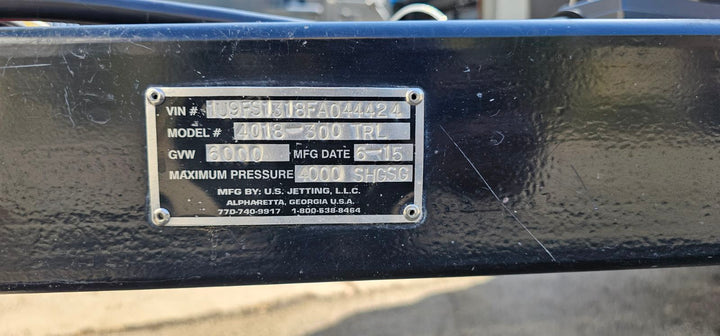 VIN # 1U9FS1318FA044424
MODEL # 4018-300 TRL
GVW 6000 MFG DATE 6-15
MAXIMUM PRESSURE 4000 SHGSG
MFG BY: U.S. JETTING, L.L.C.
ALPHARETTA, GEORGIA U.S.A.
770-740-9917 1-800-638-8464